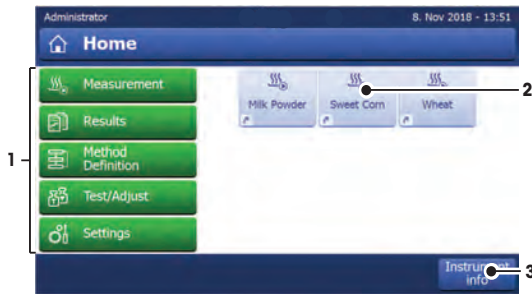 Administrator
8. Nov 2018 - 13:51
Home
1
Measurement
Results
Method
Definition
Test/Adjust
Settings
Milk Powder
Sweet Corn
Wheat
2
Instrument
info
3